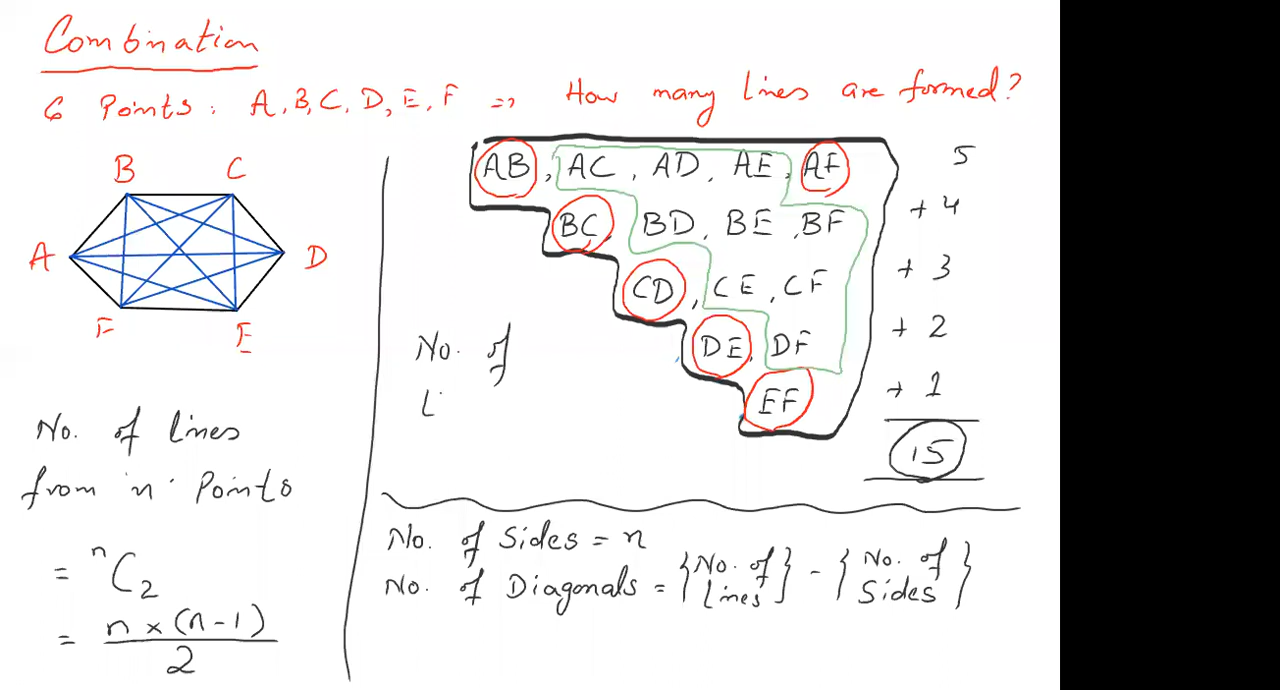 Combination
6 Points: A, B, C, D, E, F => How many lines are formed?
B C
A D
F E
No. of lines
from 'n' Points
= ⁿC₂
= n × (n - 1)
2
AB, AC, AD, AE, AF 5
BC, BD, BE, BF + 4
CD, CE, CF + 3
DE, DF + 2
EF + 1
15
No. of
L
No. of Sides = n
No. of Diagonals = {No. of Lines} - {No. of Sides}